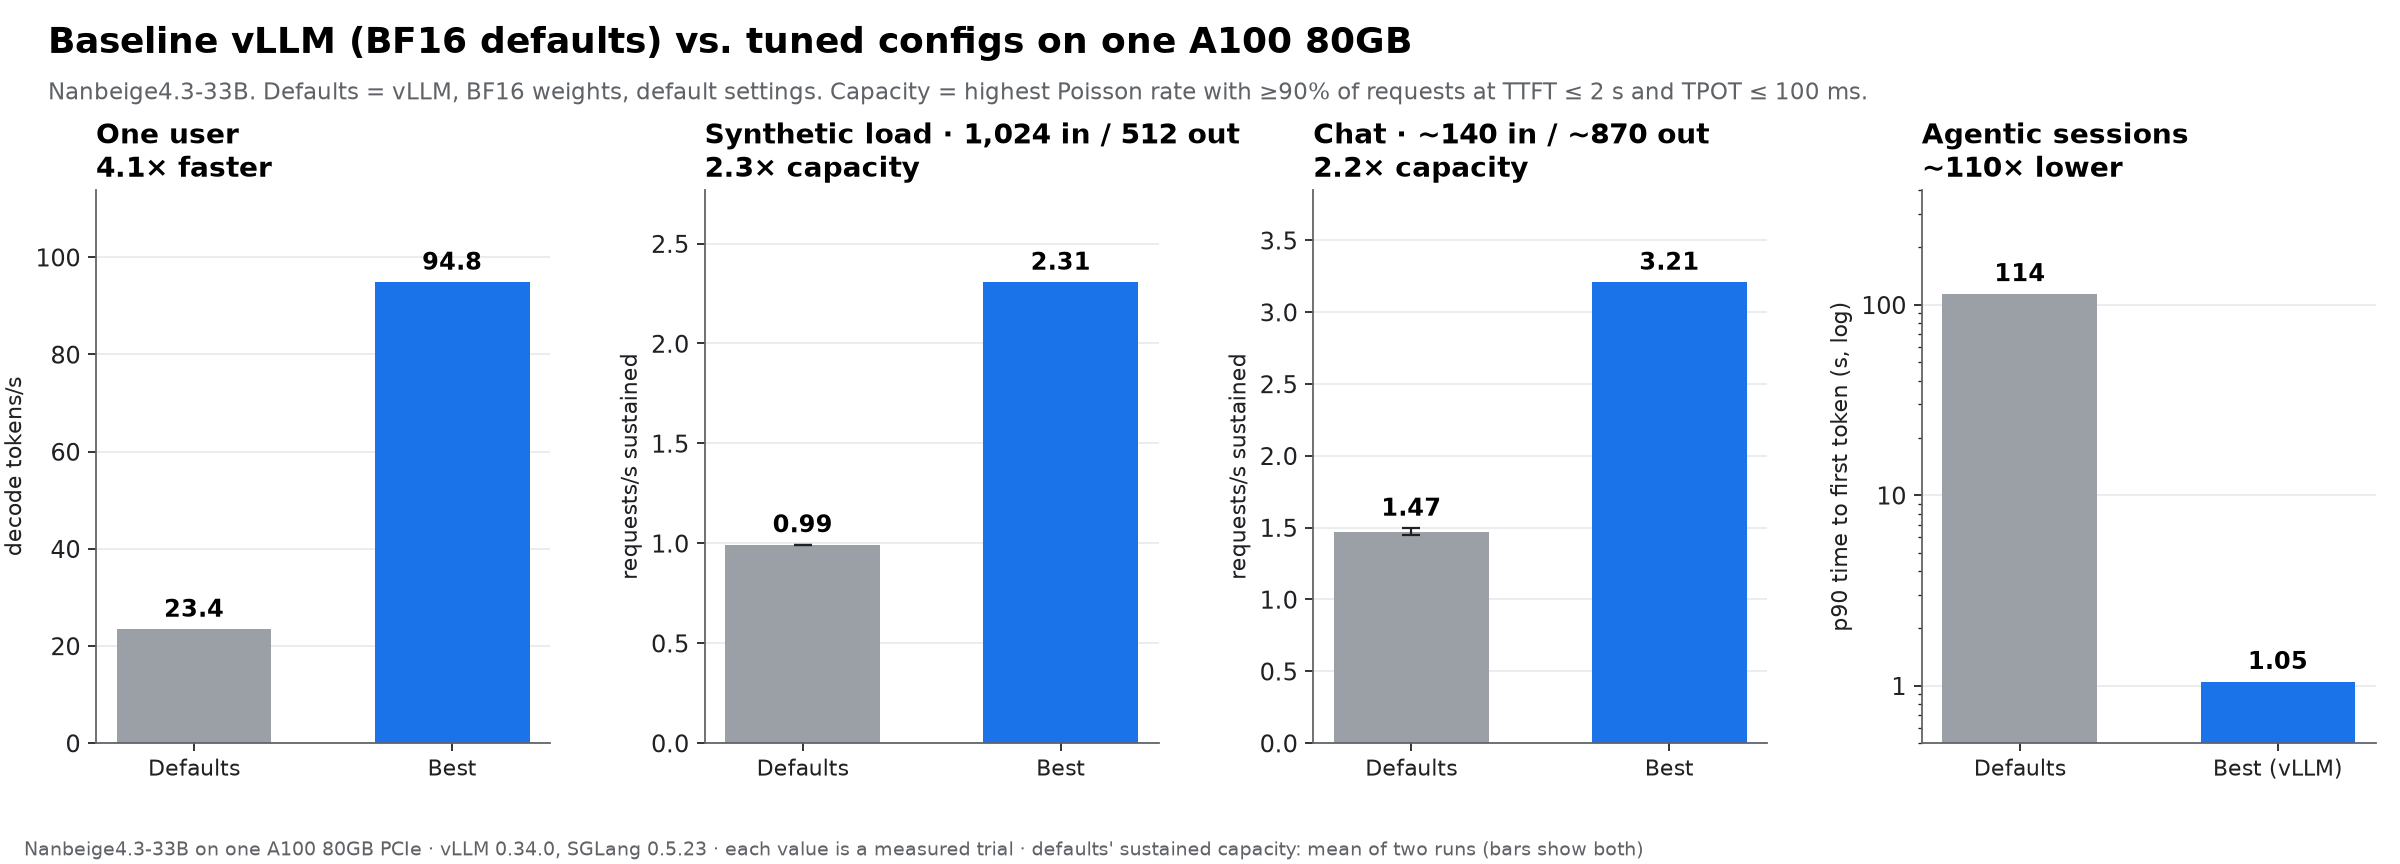 Baseline vLLM (BF16 defaults) vs. tuned configs on one A100 80GB
Nanbeige4.3-33B. Defaults = vLLM, BF16 weights, default settings. Capacity = highest Poisson rate with ≥90% of requests at TTFT ≤ 2 s and TPOT ≤ 100 ms.
One user
4.1× faster
decode tokens/s
100
80
60
40
20
0
23.4
94.8
Defaults
Best
Synthetic load · 1,024 in / 512 out
2.3× capacity
requests/s sustained
2.5
2.0
1.5
1.0
0.5
0.0
0.99
2.31
Defaults
Best
Chat · ~140 in / ~870 out
2.2× capacity
requests/s sustained
3.5
3.0
2.5
2.0
1.5
1.0
0.5
0.0
1.47
3.21
Defaults
Best
Agentic sessions
~110× lower
p90 time to first token (s, log)
100
10
1
114
1.05
Defaults
Best (vLLM)
Nanbeige4.3-33B on one A100 80GB PCIe · vLLM 0.34.0, SGLang 0.5.23 · each value is a measured trial · defaults' sustained capacity: mean of two runs (bars show both)